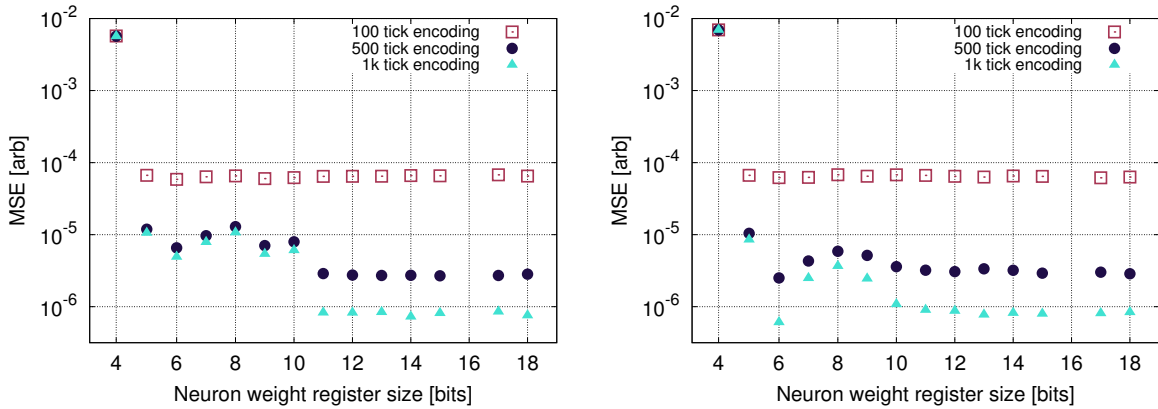 10^-2
10^-3
10^-4
10^-5
10^-6
MSE [arb]
100 tick encoding
500 tick encoding
1k tick encoding
4 6 8 10 12 14 16 18
Neuron weight register size [bits]
10^-2
10^-3
10^-4
10^-5
10^-6
MSE [arb]
100 tick encoding
500 tick encoding
1k tick encoding
4 6 8 10 12 14 16 18
Neuron weight register size [bits]